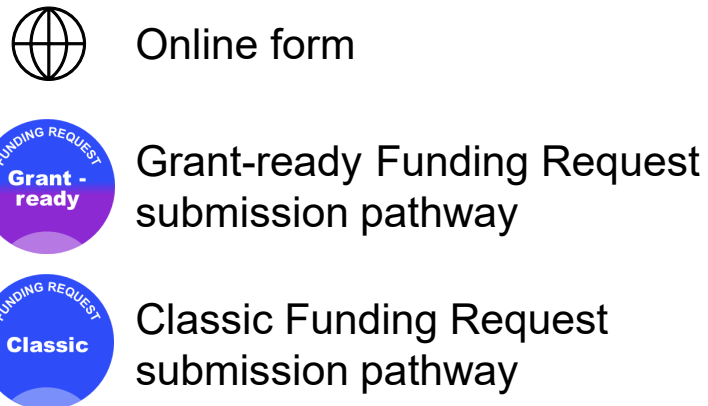 Online form
FUNDING REQUEST
Grant -
ready
Grant-ready Funding Request
submission pathway
FUNDING REQUEST
Classic
Classic Funding Request
submission pathway